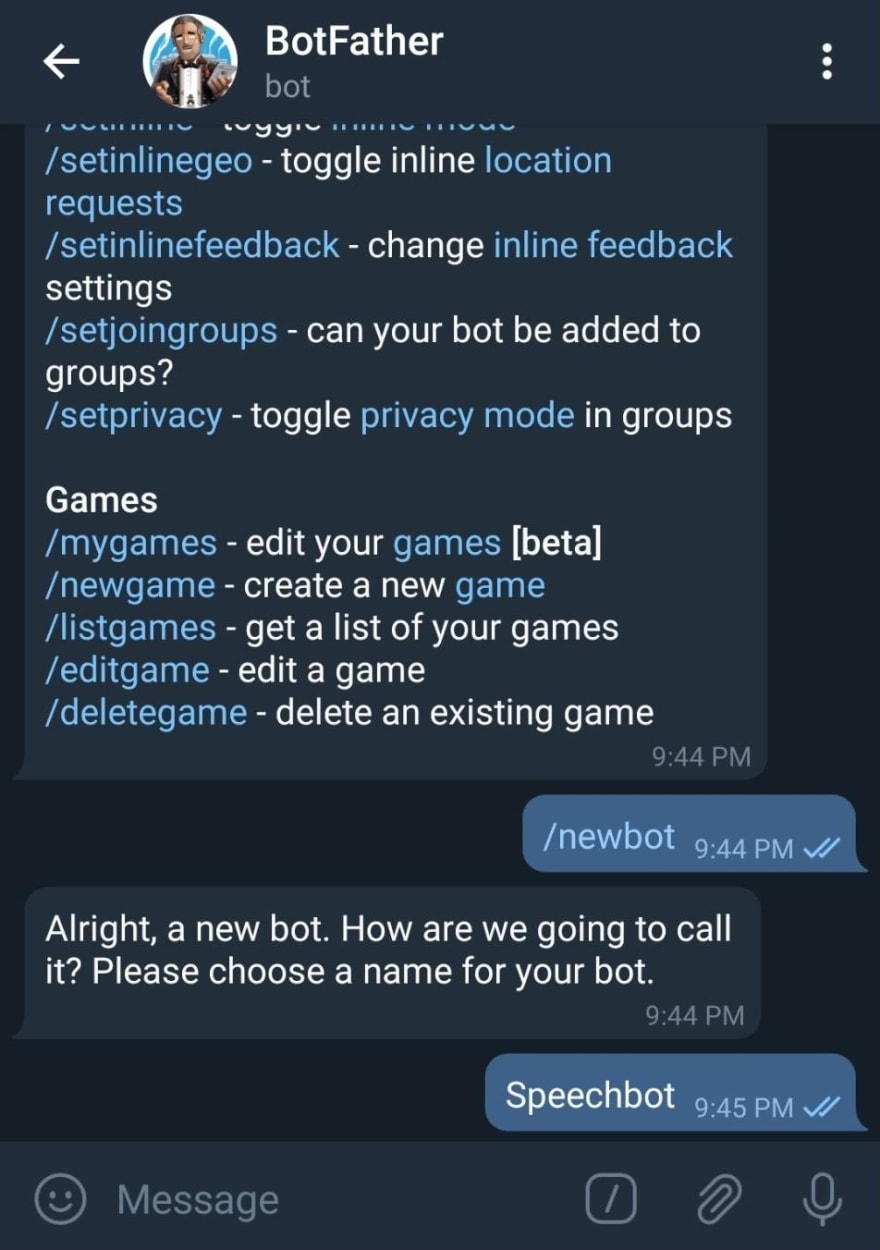 BotFather
bot
/setinline - toggle inline mode
/setinlinegeo - toggle inline location
requests
/setinlinefeedback - change inline feedback
settings
/setjoingroups - can your bot be added to
groups?
/setprivacy - toggle privacy mode in groups
Games
/mygames - edit your games [beta]
/newgame - create a new game
/listgames - get a list of your games
/editgame - edit a game
/deletegame - delete an existing game
9:44 PM
/newbot 9:44 PM
Alright, a new bot. How are we going to call
it? Please choose a name for your bot.
9:44 PM
Speechbot 9:45 PM
Message